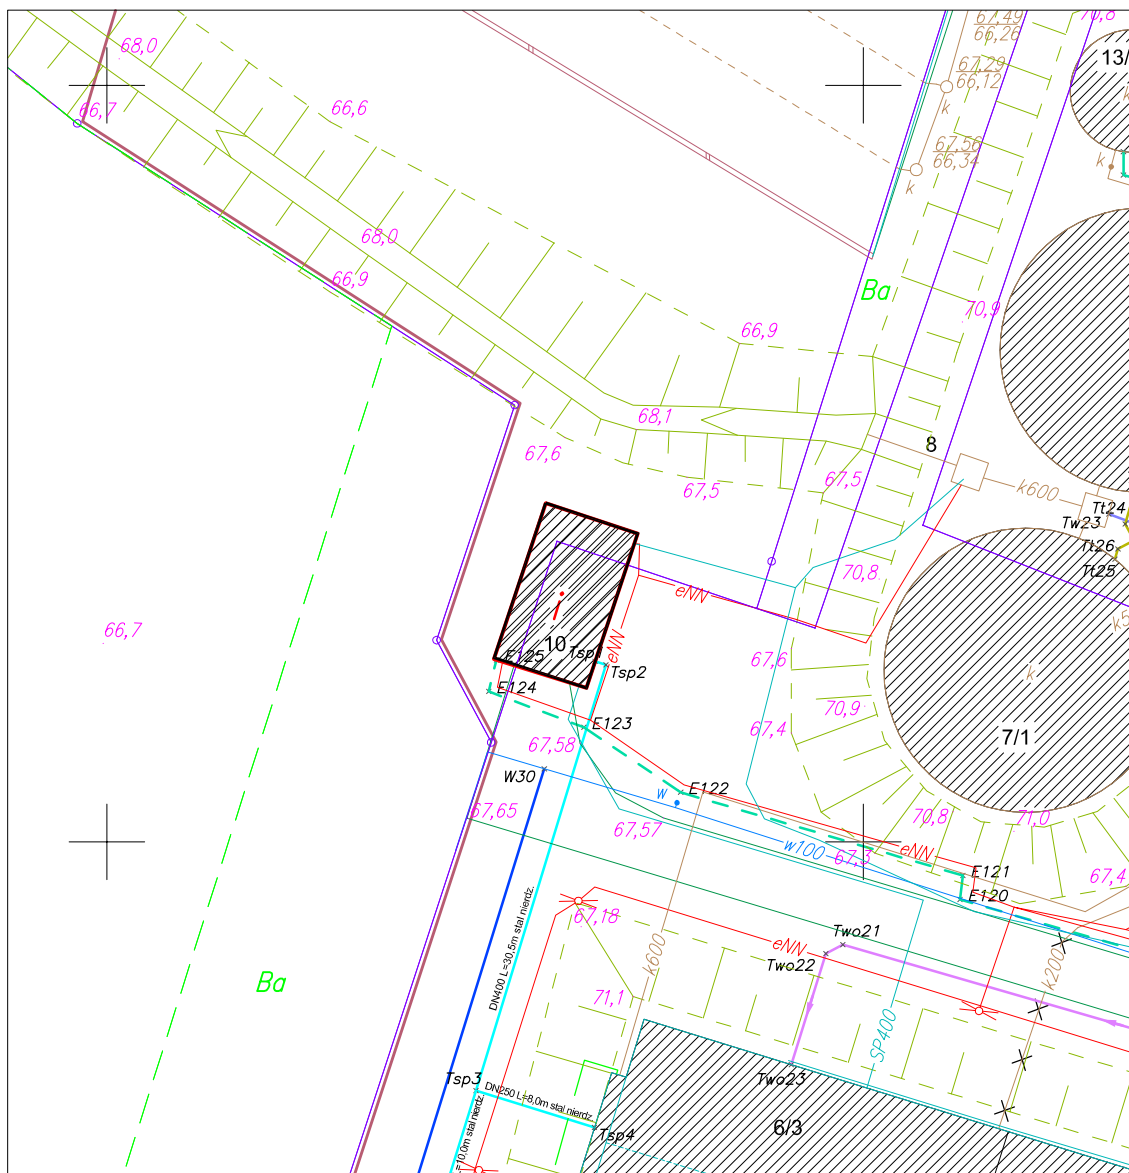 67,49
66,26
70,8
68,0
13/
67,29
66,12
k
66,7
66,6
67,56
66,34
k
k
68,0
66,9
Ba
70,9
66,9
68,1
8
67,6
67,5
67,5
k600
Tt24
Tw23
Tt26
Tt25
70,8
eNN
i
66,7
10
Tsp1
eNN
E125
Tsp2
67,6
k
k5
E124
70,9
E123
67,4
7/1
67,58
W30
w
E122
67,65
67,57
70,8
71,0
w100
67,3
eNN
E121
67,4
E120
67,18
Two21
eNN
Two22
DN400 L=30,5m stal nierdz.
k600
k200
Ba
71,1
SP400
Tsp3
DN250 L=8,0m stal nierdz.
Two23
=10,0m stal nierdz.
Tsp4
6/3